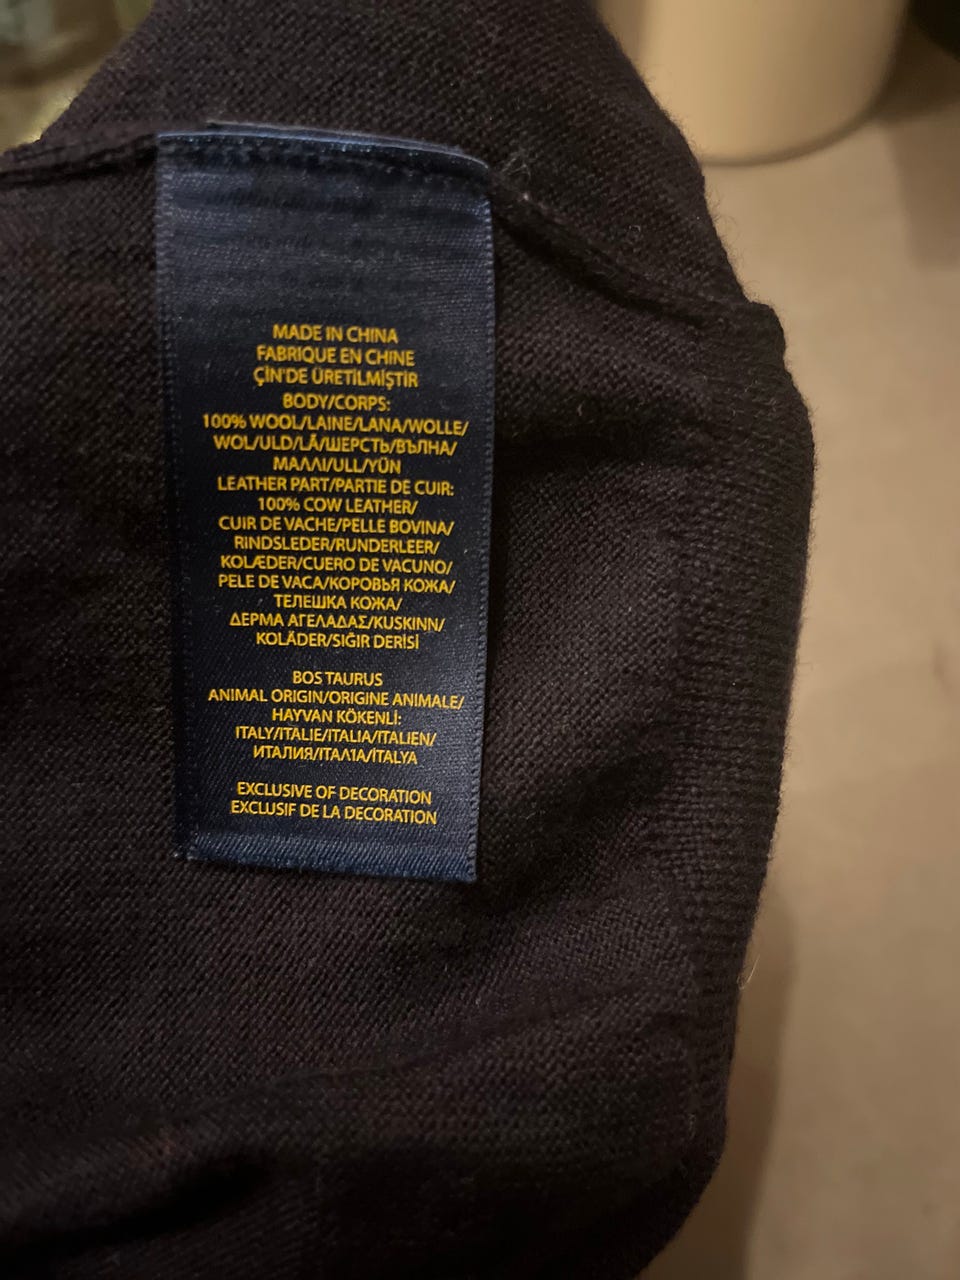 MADE IN CHINA
FABRIQUE EN CHINE
ÇİN'DE ÜRETİLMİŞTİR
BODY/CORPS:
100% WOOL/LAINE/LANA/WOLLE/
WOL/ULD/LÃ/ШЕРСТЬ/ВЪЛНА/
ΜΑΛΛΙ/ULL/YÜN
LEATHER PART/PARTIE DE CUIR:
100% COW LEATHER/
CUIR DE VACHE/PELLE BOVINA/
RINDSLEDER/RUNDERLEER/
KOLÆDER/CUERO DE VACUNO/
PELE DE VACA/КОРОВЬЯ КОЖА/
ТЕЛЕШКА КОЖА/
ΔΕΡΜΑ ΑΓΕΛΑΔΑΣ/KUSKINN/
KOLÄDER/SIĞIR DERİSİ
BOS TAURUS
ANIMAL ORIGIN/ORIGINE ANIMALE/
HAYVAN KÖKENLİ:
ITALY/ITALIE/ITALIA/ITALIEN/
ИТАЛИЯ/ΙΤΑΛΊΑ/İTALYA
EXCLUSIVE OF DECORATION
EXCLUSIF DE LA DECORATION